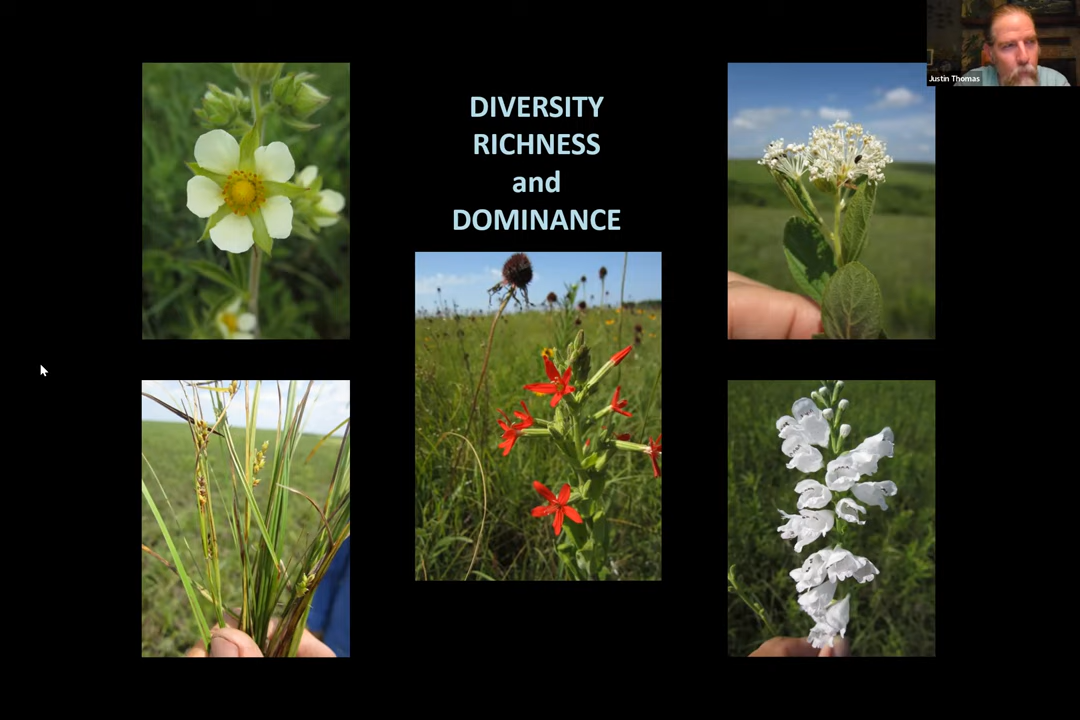 DIVERSITY
RICHNESS
and
DOMINANCE
Justin Thomas